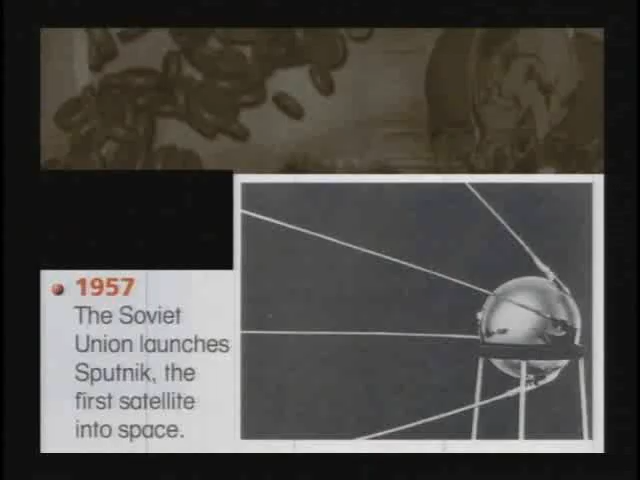 1957
The Soviet
Union launches
Sputnik, the
first satellite
into space.